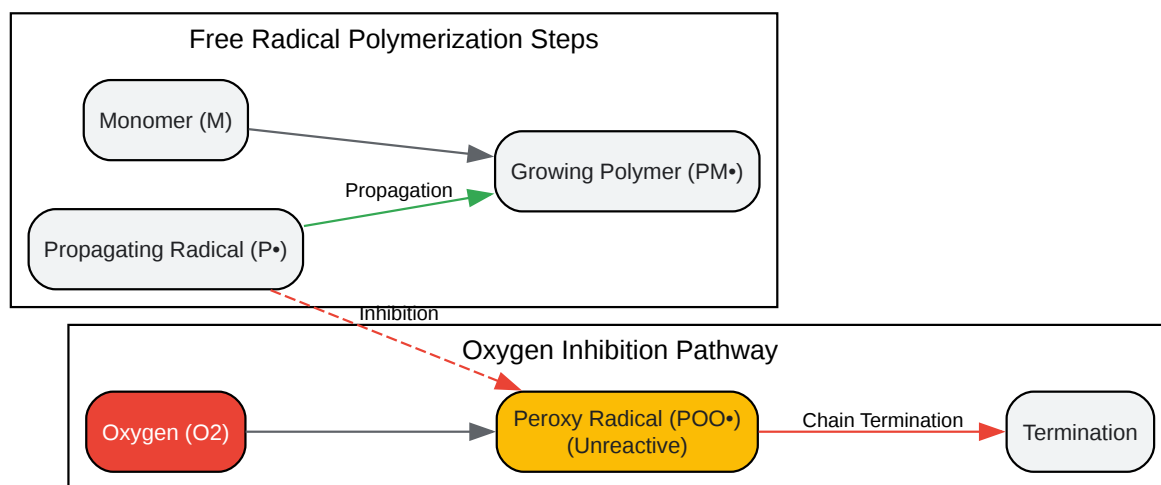 Free Radical Polymerization Steps
Monomer (M)
Growing Polymer (PM•)
Propagation
Propagating Radical (P•)
Inhibition
Oxygen Inhibition Pathway
Oxygen (O2)
Peroxy Radical (POO•)
(Unreactive)
Chain Termination
Termination